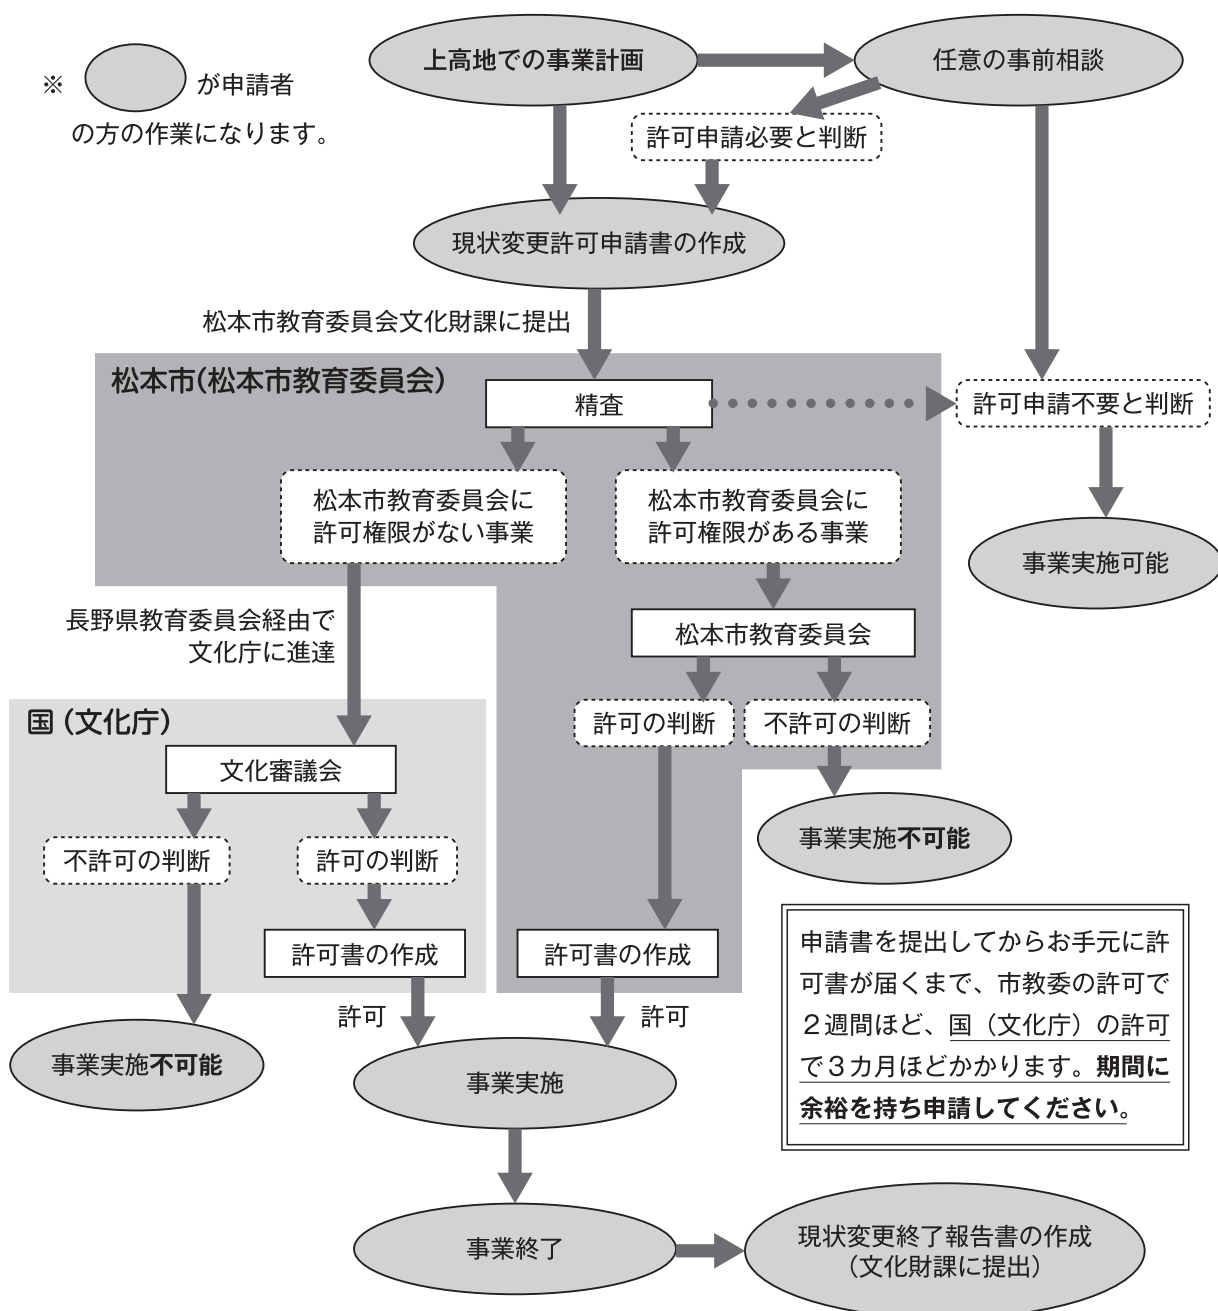 ※ が申請者
の方の作業になります。
上高地での事業計画
任意の事前相談
許可申請必要と判断
現状変更許可申請書の作成
松本市教育委員会文化財課に提出
松本市(松本市教育委員会)
精査
許可申請不要と判断
松本市教育委員会に
許可権限がない事業
松本市教育委員会に
許可権限がある事業
事業実施可能
長野県教育委員会経由で
文化庁に進達
松本市教育委員会
許可の判断
不許可の判断
国(文化庁)
文化審議会
不許可の判断
許可の判断
事業実施不可能
許可書の作成
許可書の作成
許可
許可
事業実施不可能
事業実施
申請書を提出してからお手元に許
可書が届くまで、市教委の許可で
2週間ほど、国(文化庁)の許可
で3カ月ほどかかります。期間に
余裕を持ち申請してください。
事業終了
現状変更終了報告書の作成
(文化財課に提出)